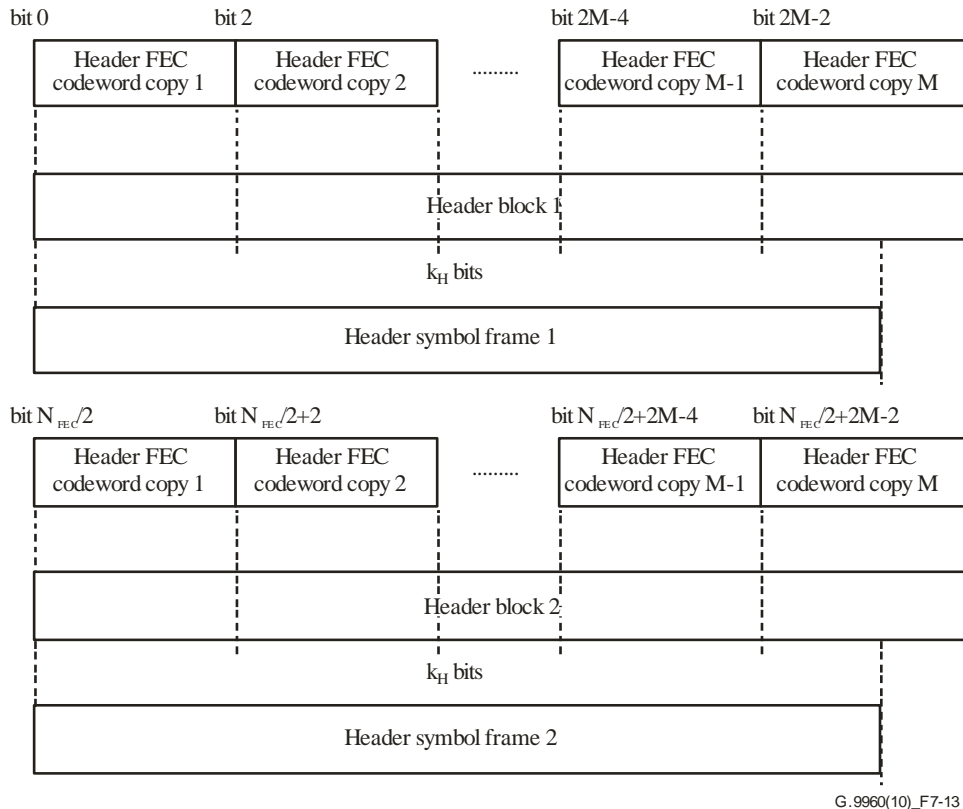 bit 0 bit 2 bit 2M-4 bit 2M-2
Header FEC codeword copy 1
Header FEC codeword copy 2
.........
Header FEC codeword copy M-1
Header FEC codeword copy M
Header block 1
k_H bits
Header symbol frame 1
bit N_FEC/2 bit N_FEC/2+2 bit N_FEC/2+2M-4 bit N_FEC/2+2M-2
Header FEC codeword copy 1
Header FEC codeword copy 2
.........
Header FEC codeword copy M-1
Header FEC codeword copy M
Header block 2
k_H bits
Header symbol frame 2
G.9960(10)_F7-13